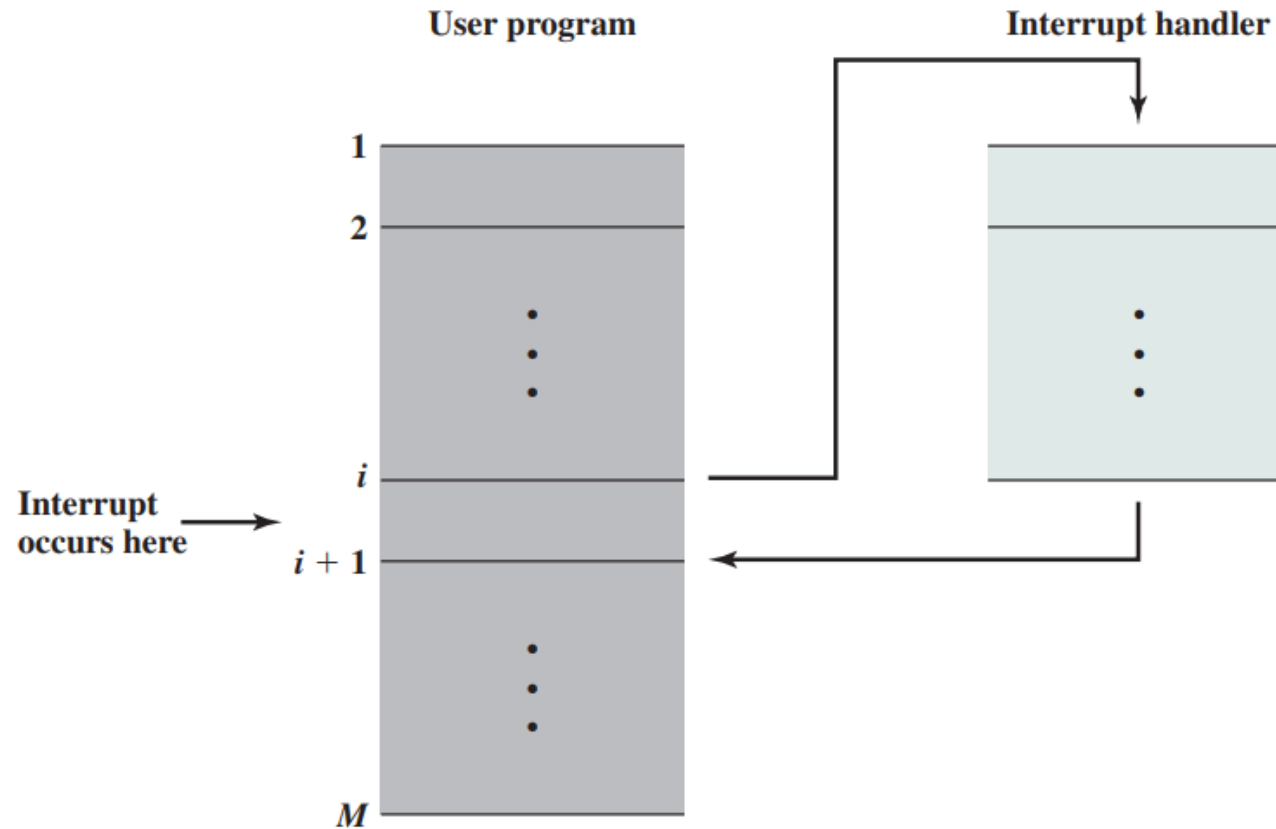 User program
Interrupt handler
1
2
i
Interrupt
occurs here
i + 1
M